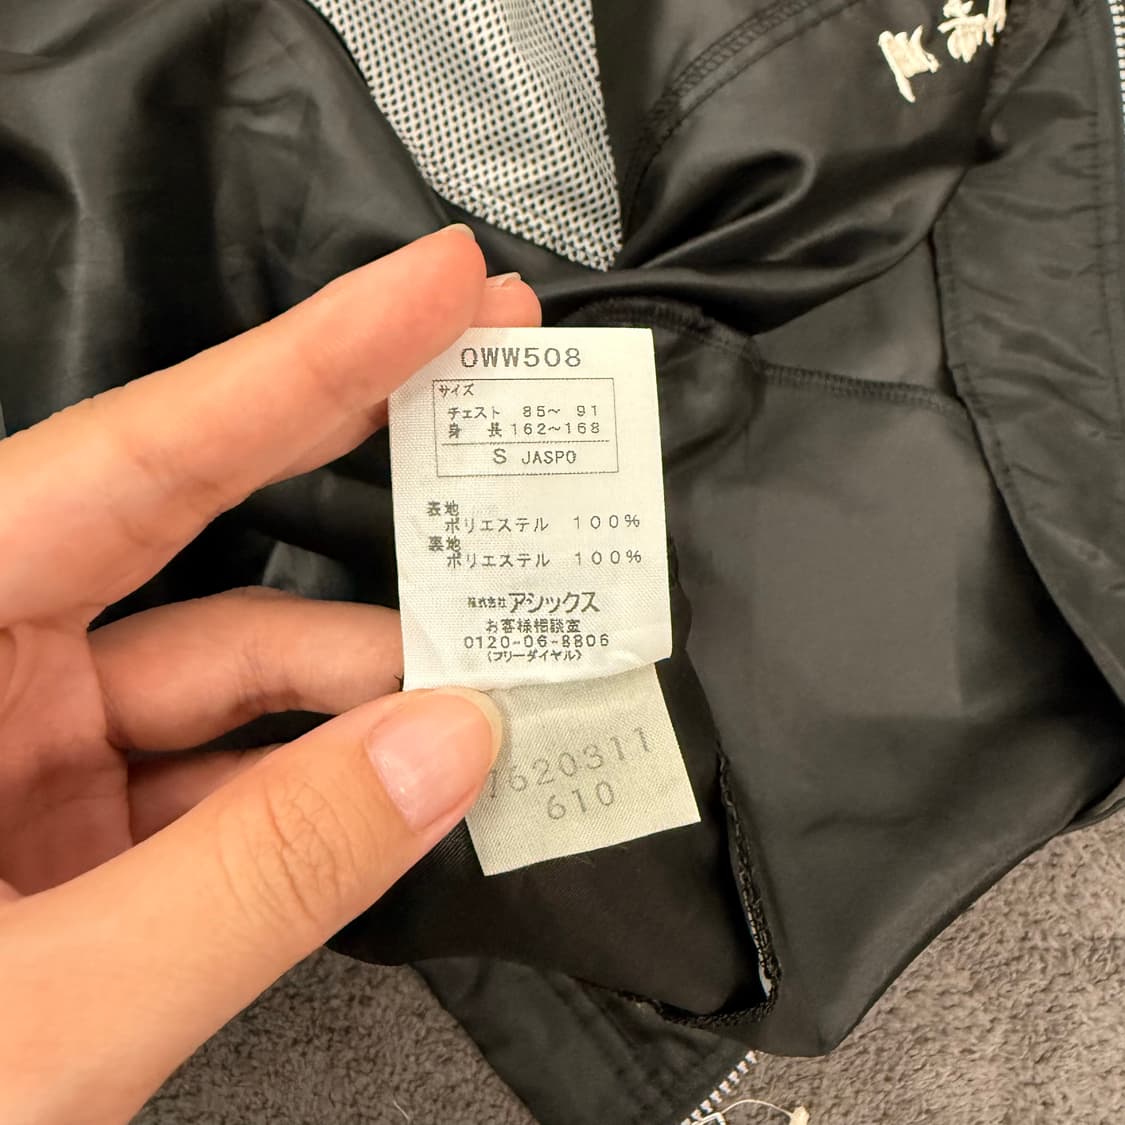 OWW508
サイズ
チェスト 85～ 91
身 長 162～168
S JASPO
表地
ポリエステル 100%
裏地
ポリエステル 100%
株式会社アシックス
お客様相談室
0120-06-8806
(フリーダイヤル)
7620311
610